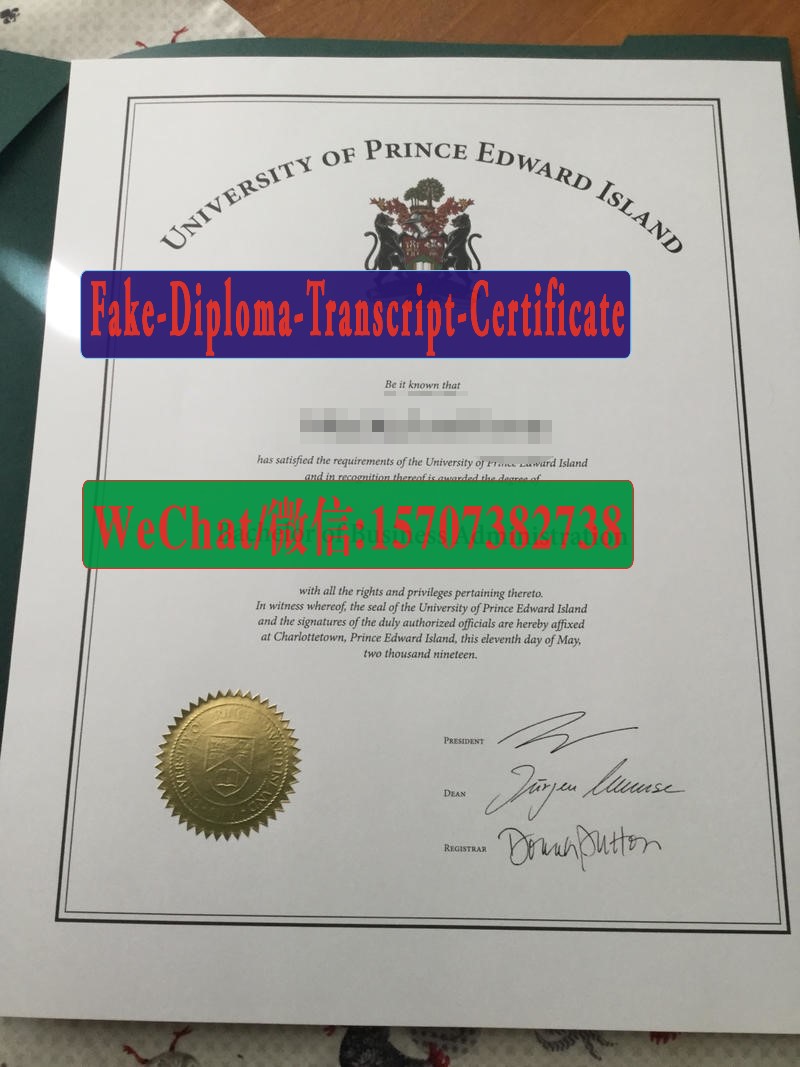 University of Prince Edward Island
Fake-Diploma-Transcript-Certificate
Be it known that
has satisfied the requirements of the University of Prince Edward Island
and in recognition thereof is awarded the degree of
WeChat/微信:15707382738
Bachelor of Business Administration
with all the rights and privileges pertaining thereto.
In witness whereof, the seal of the University of Prince Edward Island
and the signatures of the duly authorized officials are hereby affixed
at Charlottetown, Prince Edward Island, this eleventh day of May,
two thousand nineteen.
President
Dean
Registrar